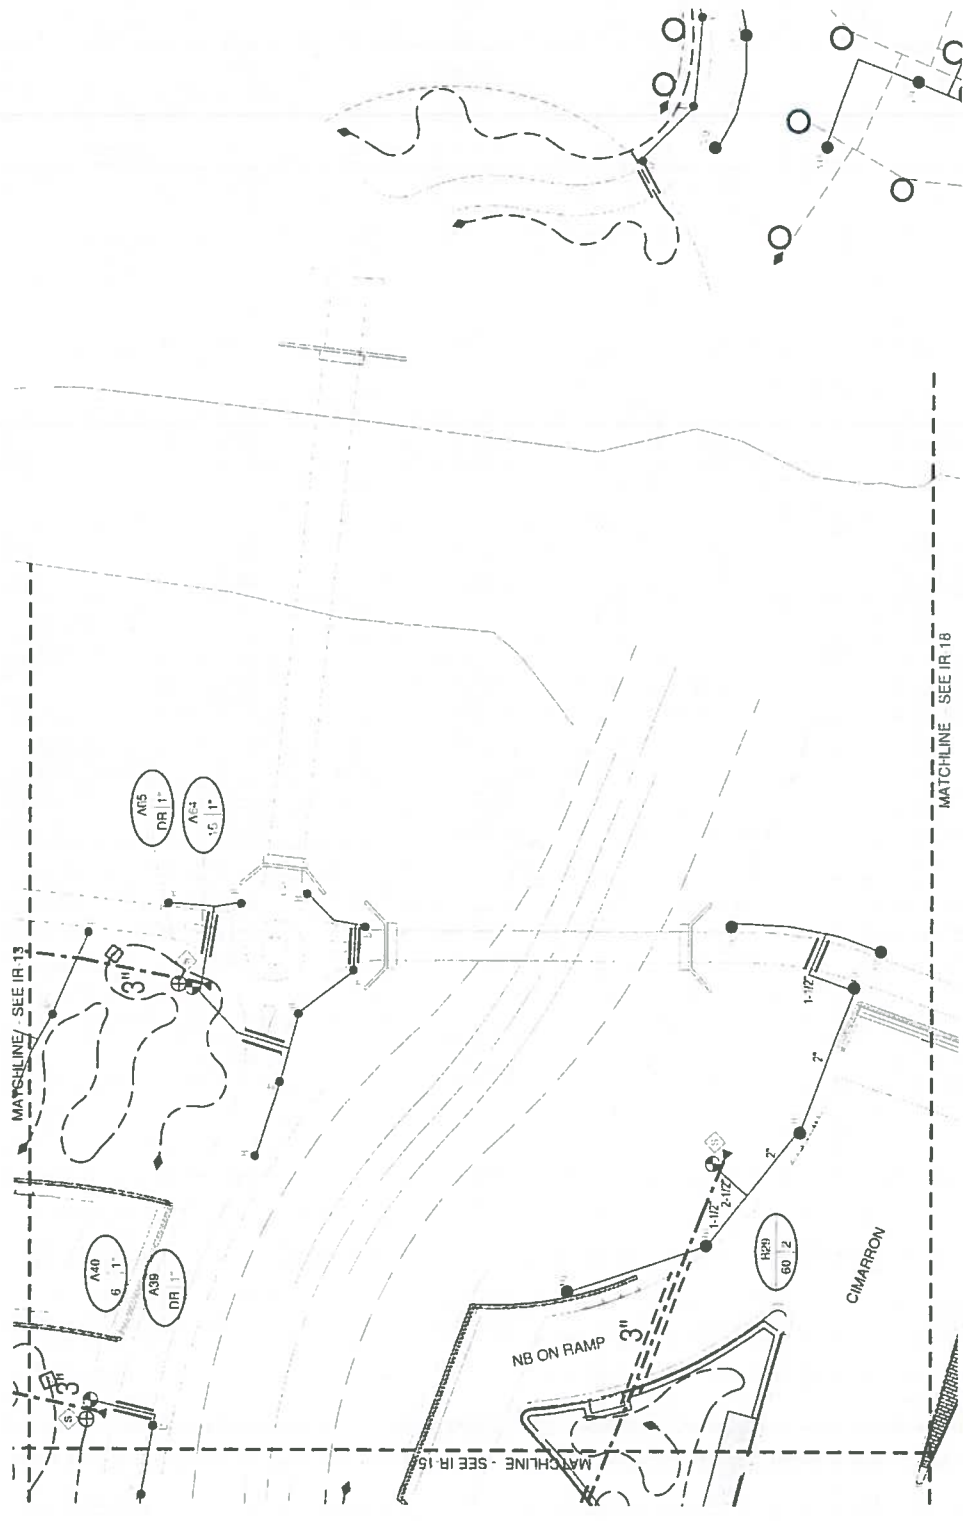 MATCHLINE - SEE IR-18
A65
DR 1"
A64
16 1"
MATCHLINE - SEE IR-13
3"
1-1/2"
2"
S
2"
1-1/2"
2-1/2"
A40
6 1"
A39
DR 1"
60 2
CIMARRON
NB ON RAMP
3"
3"
S
MATCHLINE - SEE IR-15